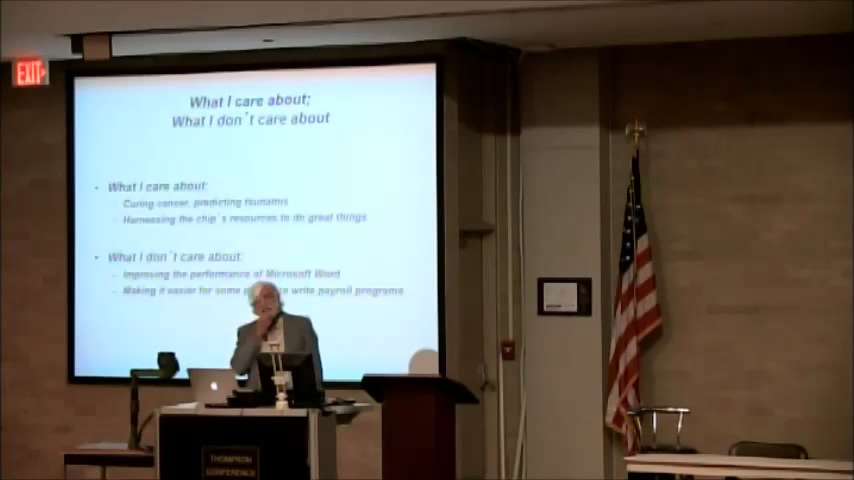 EXIT
What I care about;
What I don´t care about
• What I care about:
– Curing cancer, predicting tsunamis
– Harnessing the chip´s resources to do great things
• What I don´t care about:
– Improving the performance of Microsoft Word
– Making it easier for some to write payroll programs
THOMPSON
CONFERENCE